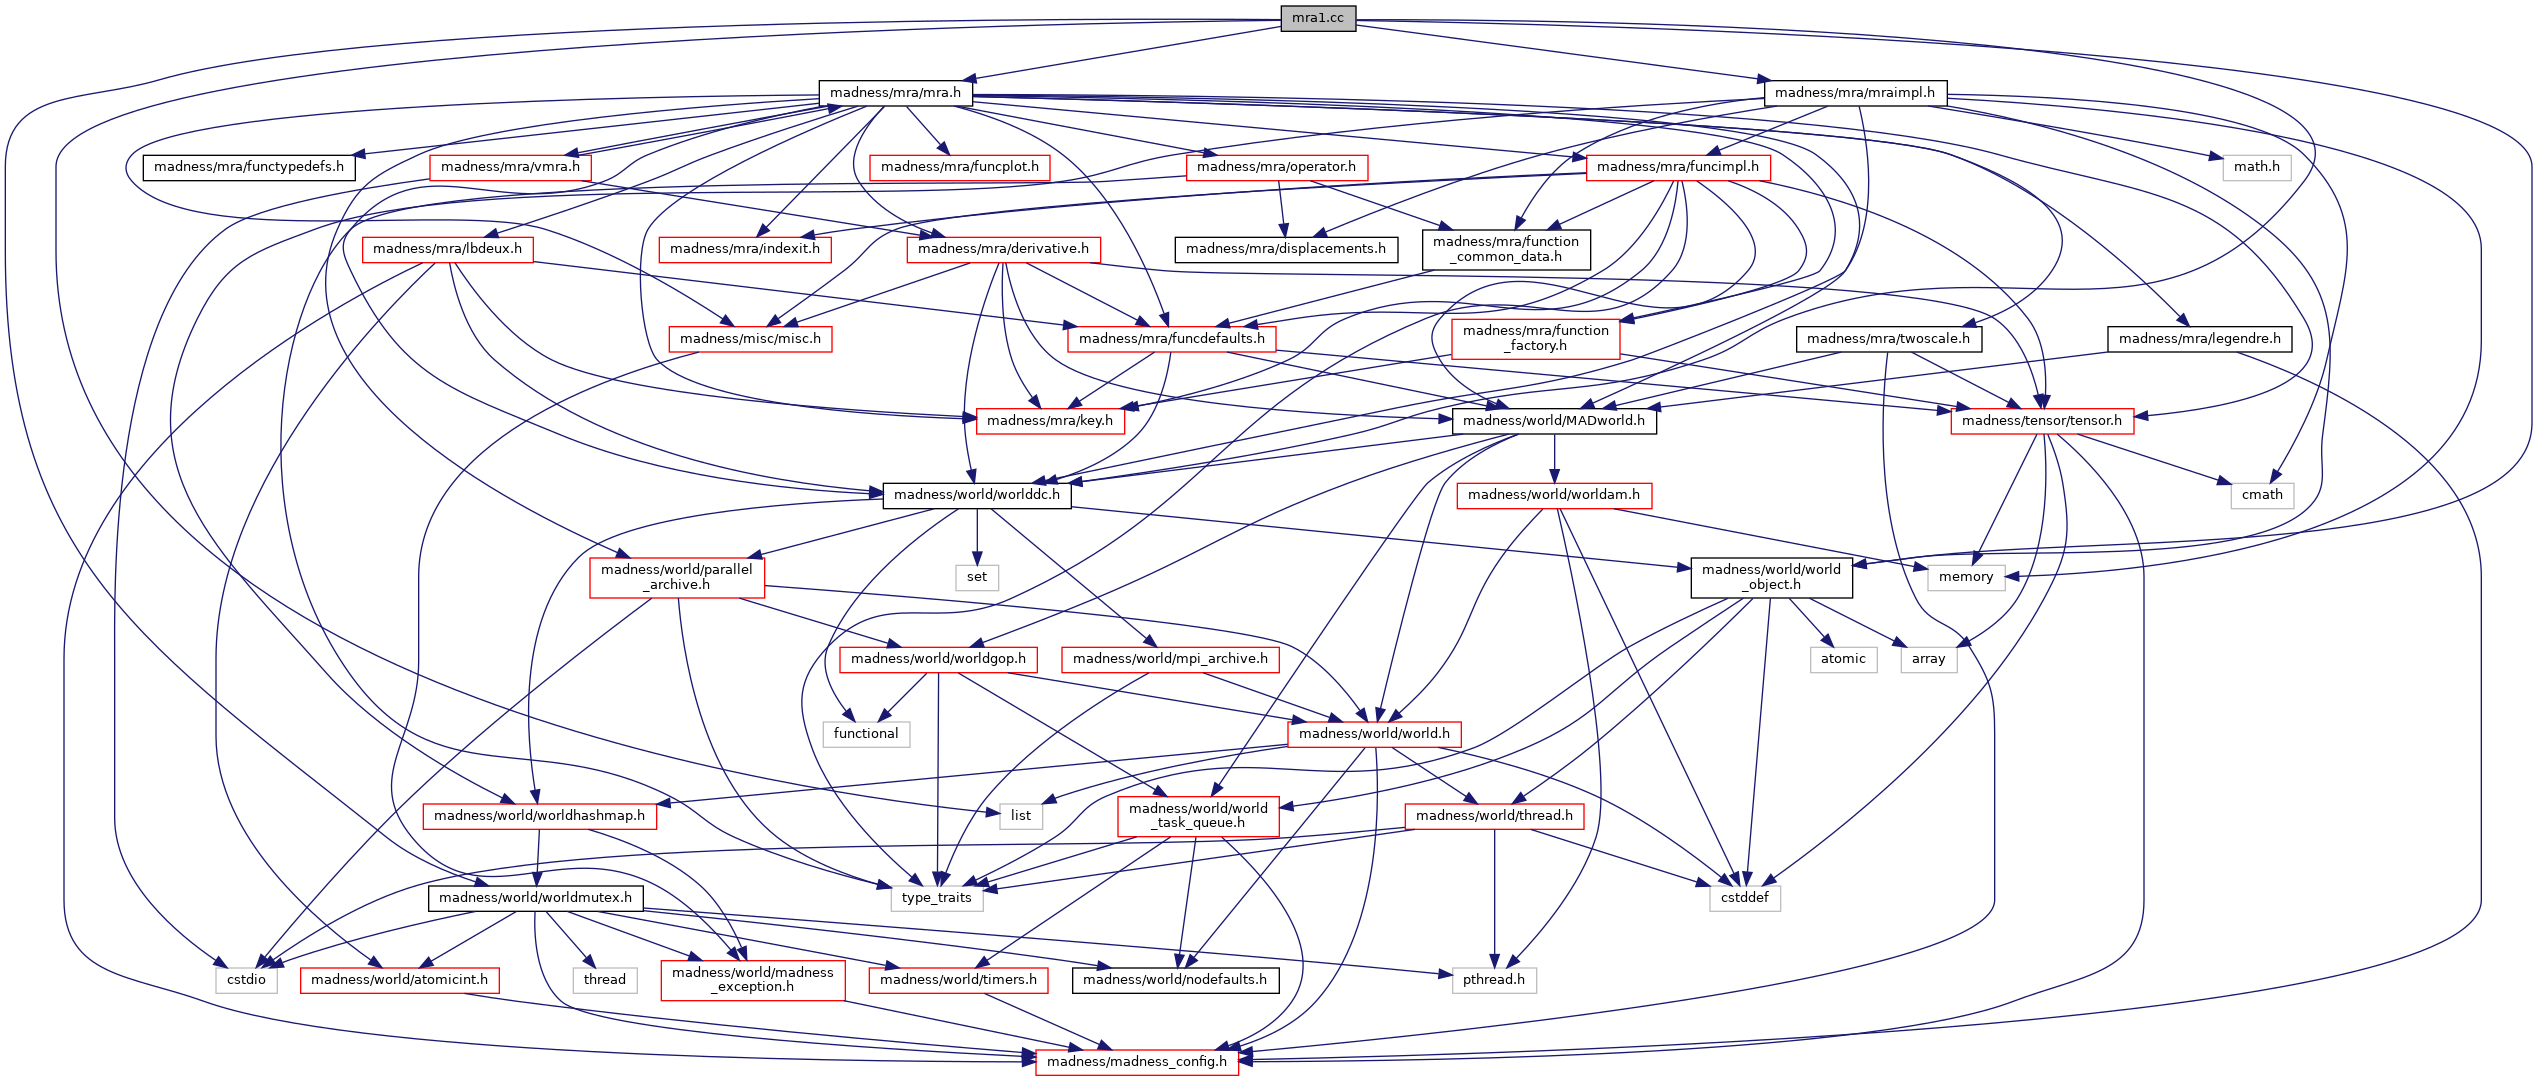 mra1.cc
madness/mra/mra.h
madness/mra/mraimpl.h
madness/mra/functypedefs.h
madness/mra/vmra.h
madness/mra/funcplot.h
madness/mra/operator.h
madness/mra/funcimpl.h
math.h
madness/mra/lbdeux.h
madness/mra/indexit.h
madness/mra/derivative.h
madness/mra/displacements.h
madness/mra/function
_common_data.h
madness/misc/misc.h
madness/mra/funcdefaults.h
madness/mra/function
_factory.h
madness/mra/twoscale.h
madness/mra/legendre.h
madness/mra/key.h
madness/world/MADworld.h
madness/tensor/tensor.h
madness/world/worlddc.h
madness/world/worldam.h
cmath
madness/world/parallel
_archive.h
set
madness/world/world
_object.h
memory
madness/world/worldgop.h
madness/world/mpi_archive.h
atomic
array
functional
madness/world/world.h
madness/world/worldhashmap.h
list
madness/world/world
_task_queue.h
madness/world/thread.h
madness/world/worldmutex.h
type_traits
cstddef
cstdio
madness/world/atomicint.h
thread
madness/world/madness
_exception.h
madness/world/timers.h
madness/world/nodefaults.h
pthread.h
madness/madness_config.h